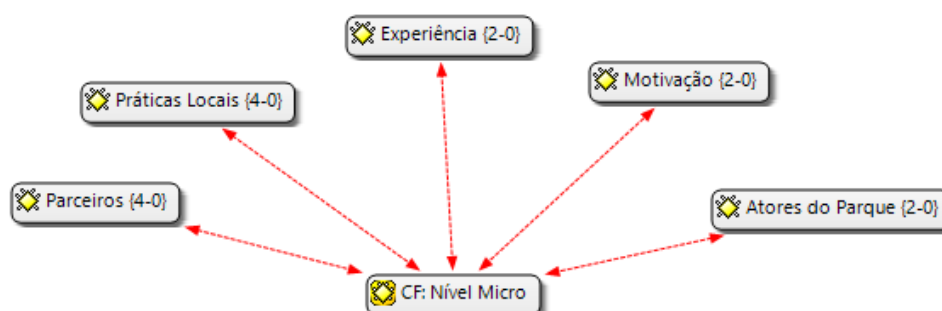 Experiência {2-0}
Motivação {2-0}
Práticas Locais {4-0}
Parceiros {4-0}
Atores do Parque {2-0}
CF: Nível Micro